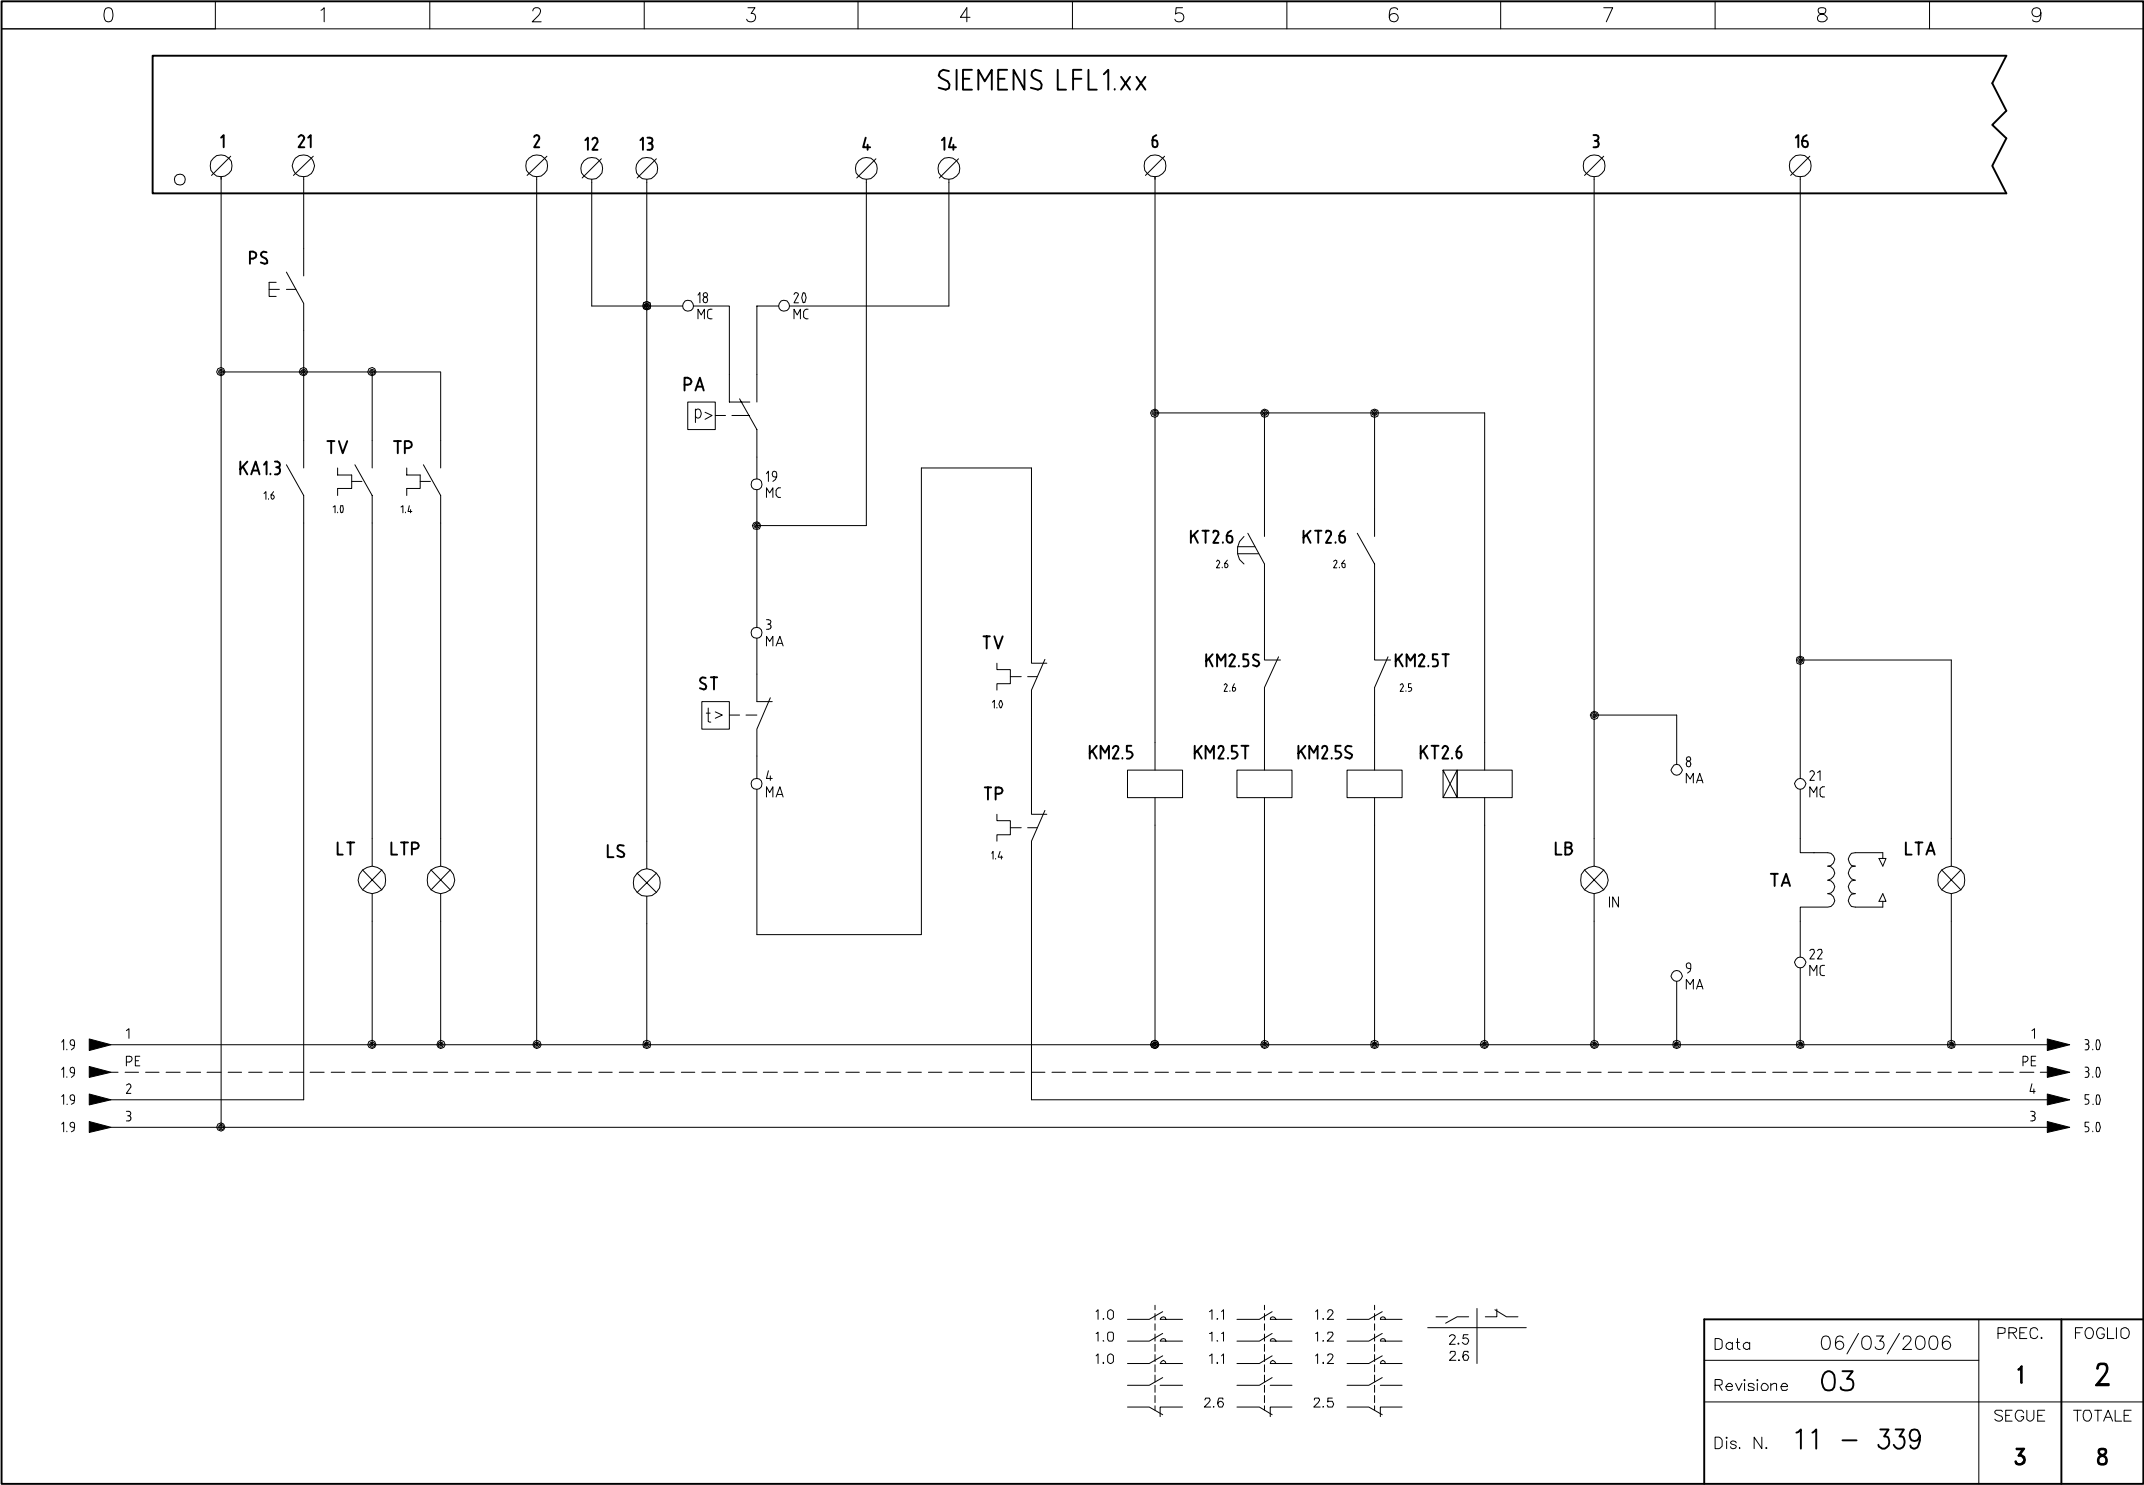 0 1 2 3 4 5 6 7 8 9
SIEMENS LFL1.xx
1 21 2 12 13 4 14 6 3 16
PS
E
18
MC
20
MC
PA
p>
KA1.3
1.6
TV
1.0
TP
1.4
19
MC
KT2.6
2.6
KT2.6
2.6
3
MA
TV
1.0
KM2.5S
2.6
KM2.5T
2.5
ST
t>
4
MA
TP
1.4
KM2.5
KM2.5T
KM2.5S
KT2.6
8
MA
21
MC
LT
LTP
LS
LB
IN
TA
LTA
22
MC
9
MA
1.9 1 1 3.0
1.9 PE PE 3.0
1.9 2 4 5.0
1.9 3 3 5.0
1.0 1.1 1.2
1.0 1.1 1.2 2.5
1.0 1.1 1.2 2.6
2.6 2.5
Data 06/03/2006
Revisione 03
Dis. N. 11 - 339
PREC.
1
FOGLIO
2
SEGUE
3
TOTALE
8